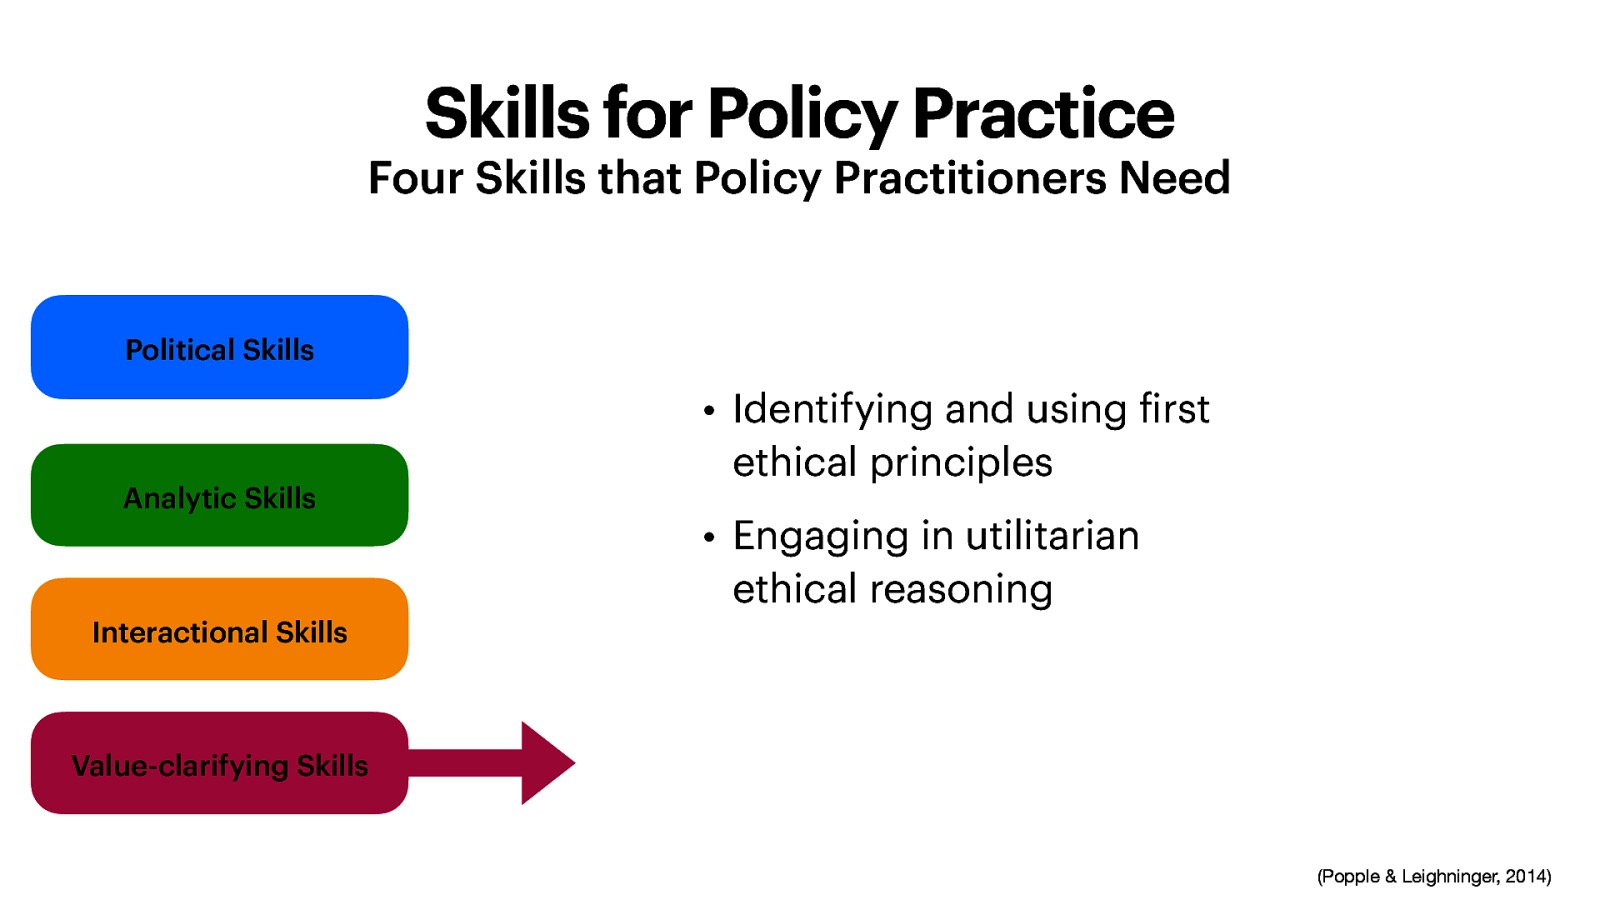 Skills for Policy Practice
Four Skills that Policy Practitioners Need
Political Skills
Analytic Skills
Interactional Skills
Value-clarifying Skills
• Identifying and using first
ethical principles
• Engaging in utilitarian
ethical reasoning
(Popple & Leighninger, 2014)